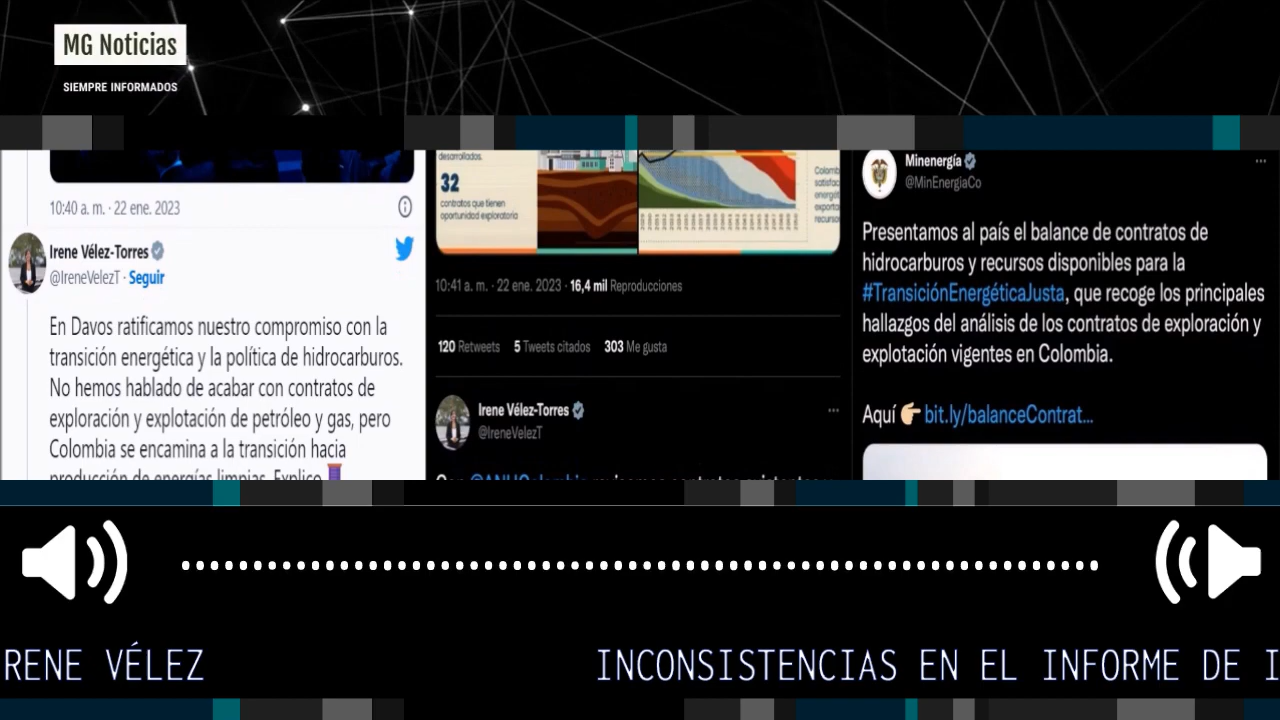 MG Noticias
SIEMPRE INFORMADOS
10:40 a. m. · 22 ene. 2023
Irene Vélez-Torres
@IreneVelezT · Seguir
En Davos ratificamos nuestro compromiso con la
transición energética y la política de hidrocarburos.
No hemos hablado de acabar con contratos de
exploración y explotación de petróleo y gas, pero
Colombia se encamina a la transición hacia
producción de energías limpias. Explico
desarrollados.
32
contratos que tienen
oportunidad exploratoria
10:41 a. m. · 22 ene. 2023 · 16,4 mil Reproducciones
120 Retweets 5 Tweets citados 303 Me gusta
Irene Vélez-Torres
@IreneVelezT
Minenergía
@MinEnergiaCo
Presentamos al país el balance de contratos de
hidrocarburos y recursos disponibles para la
#TransiciónEnergéticaJusta, que recoge los principales
hallazgos del análisis de los contratos de exploración y
explotación vigentes en Colombia.
Aquí 👉 bit.ly/balanceContrat...
RENE VÉLEZ INCONSISTENCIAS EN EL INFORME DE I